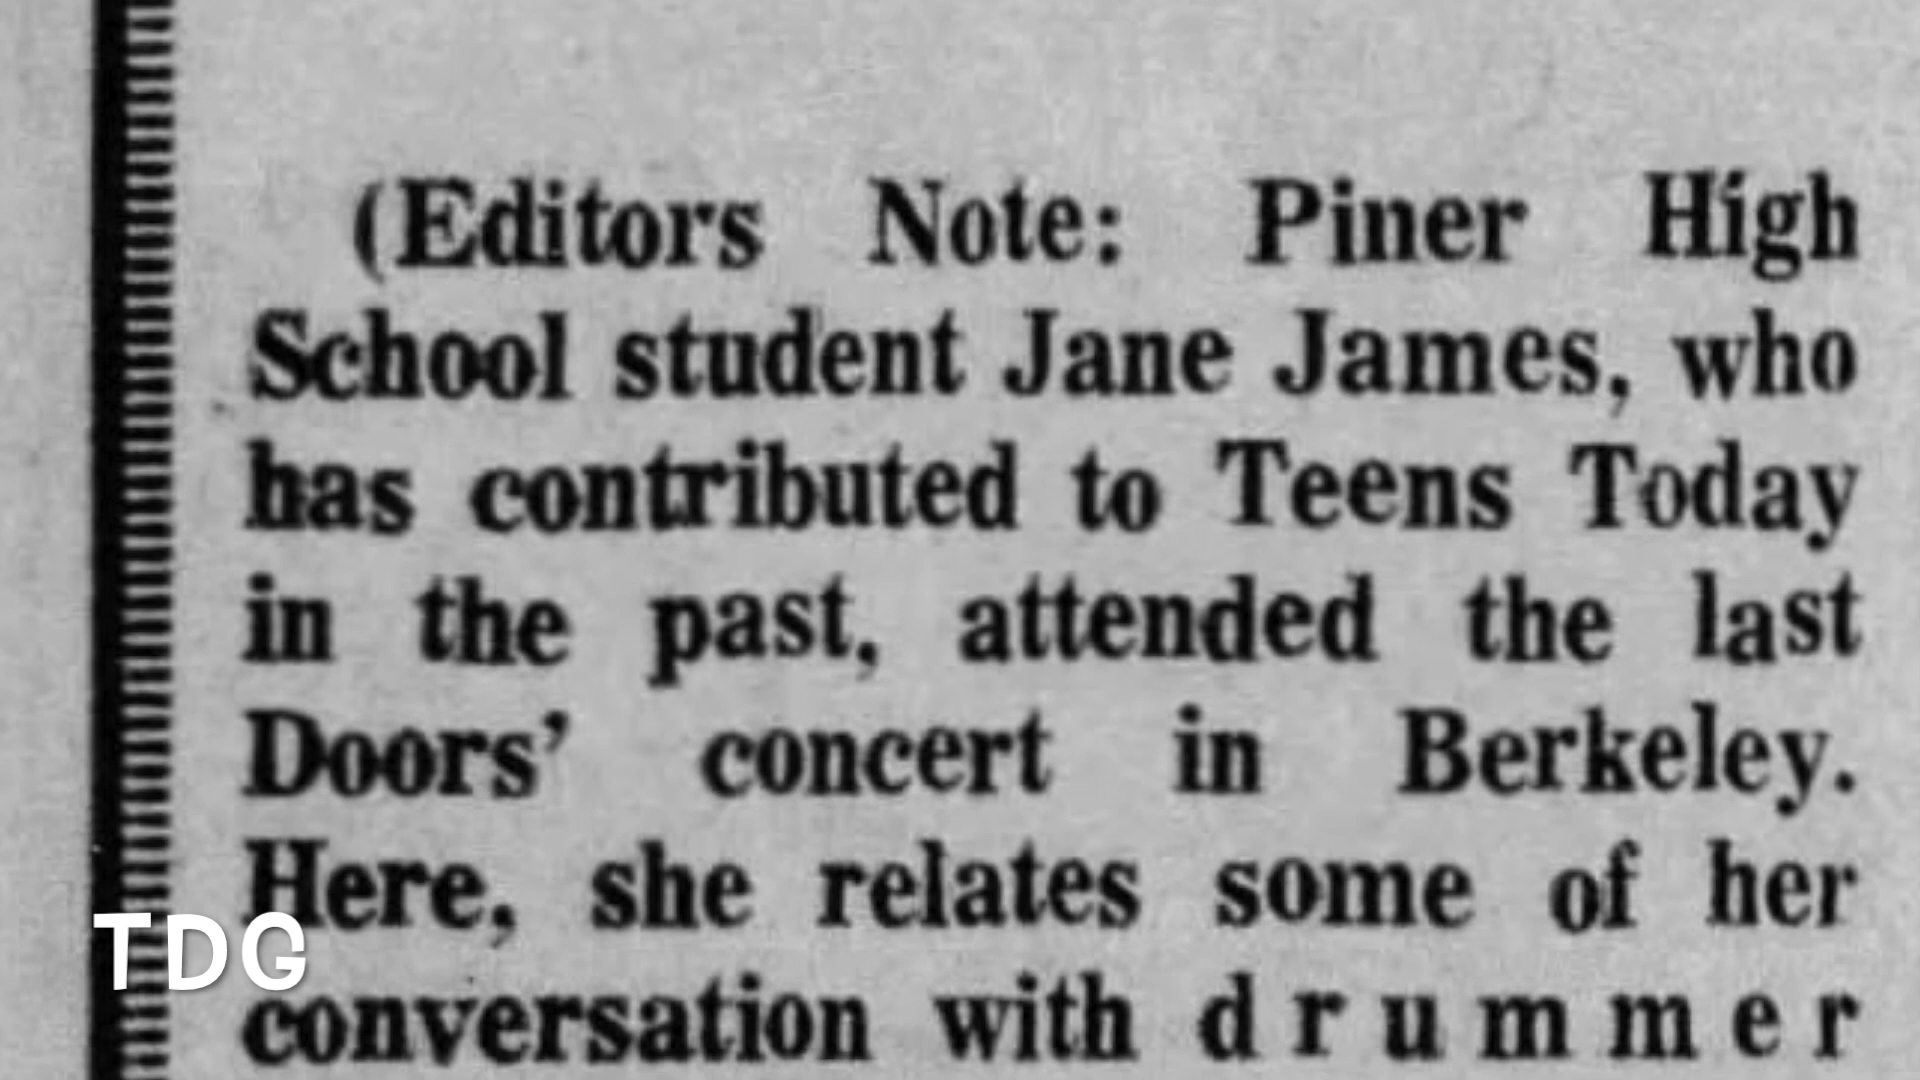 (Editors Note: Piner High
School student Jane James, who
has contributed to Teens Today
in the past, attended the last
Doors' concert in Berkeley.
Here, she relates some of her
conversation with drummer
TDG